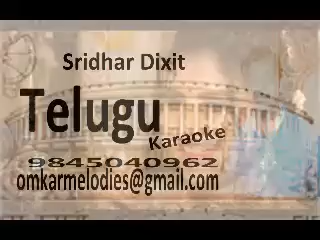 Sridhar Dixit
Telugu
Karaoke
9845040962
omkarmelodies@gmail.com